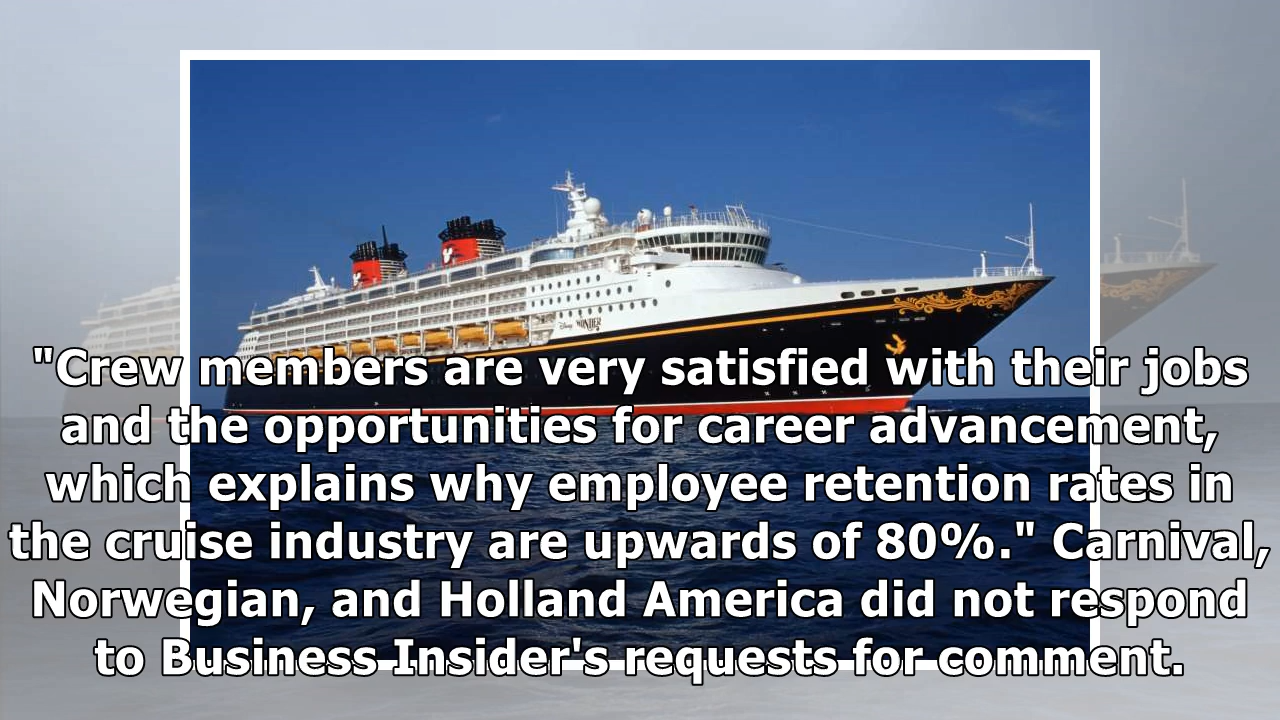 Disney WONDER
"Crew members are very satisfied with their jobs
and the opportunities for career advancement,
which explains why employee retention rates in
the cruise industry are upwards of 80%." Carnival,
Norwegian, and Holland America did not respond
to Business Insider's requests for comment.